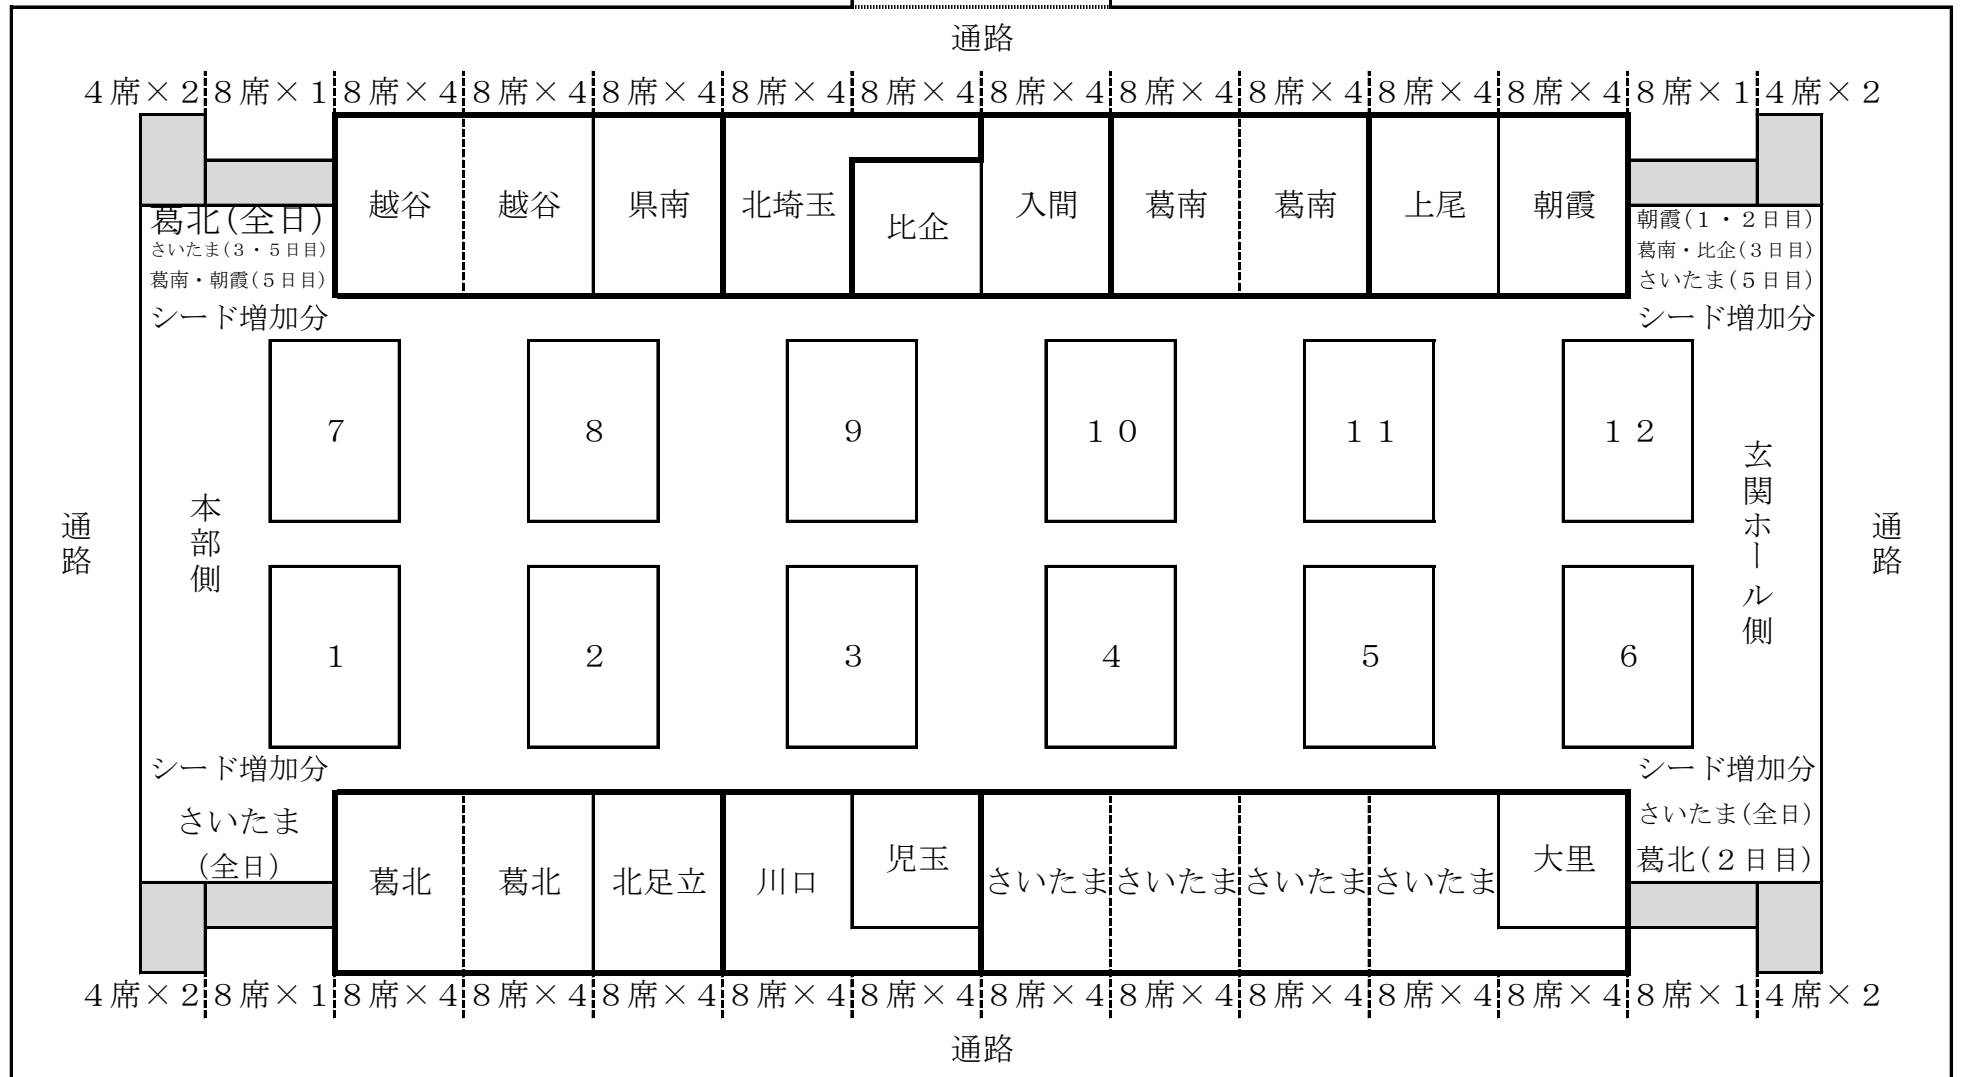 通路
４席×２ ８席×１ ８席×４ ８席×４ ８席×４ ８席×４ ８席×４ ８席×４ ８席×４ ８席×４ ８席×４ ８席×４ ８席×１ ４席×２
越谷 越谷 県南 北埼玉 比企 入間 葛南 葛南 上尾 朝霞
葛北(全日)
さいたま(３・５日目)
葛南・朝霞(５日目)
シード増加分
朝霞(１・２日目)
葛南・比企(３日目)
さいたま(５日目)
シード増加分
７ ８ ９ １０ １１ １２
通路
本部側
玄関ホール側
通路
１ ２ ３ ４ ５ ６
シード増加分
さいたま
(全日)
シード増加分
さいたま(全日)
葛北(２日目)
葛北 葛北 北足立 川口 児玉 さいたま さいたま さいたま さいたま 大里
４席×２ ８席×１ ８席×４ ８席×４ ８席×４ ８席×４ ８席×４ ８席×４ ８席×４ ８席×４ ８席×４ ８席×４ ８席×１ ４席×２
通路